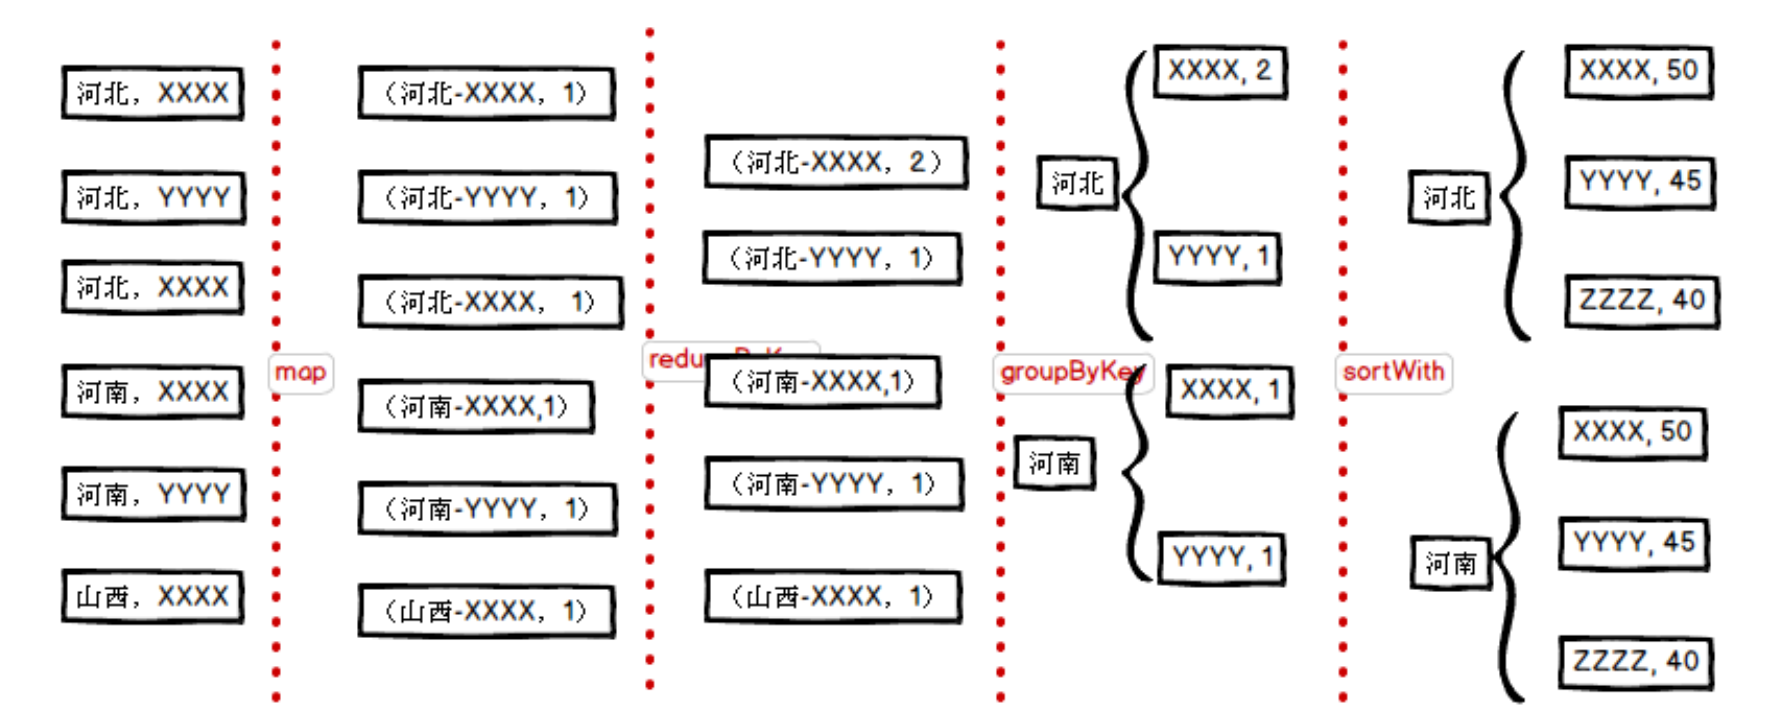 河北，XXXX
河北，YYYY
河北，XXXX
河南，XXXX
河南，YYYY
山西，XXXX
map
（河北-XXXX，1）
（河北-YYYY，1）
（河北-XXXX， 1）
（河南-XXXX,1）
（河南-YYYY，1）
（山西-XXXX，1）
（河北-XXXX，2）
（河北-YYYY，1）
（河南-XXXX,1）
（河南-YYYY，1）
（山西-XXXX，1）
groupByKey
河北
XXXX, 2
YYYY, 1
河南
XXXX, 1
YYYY, 1
sortWith
河北
XXXX, 50
YYYY, 45
ZZZZ, 40
河南
XXXX, 50
YYYY, 45
ZZZZ, 40